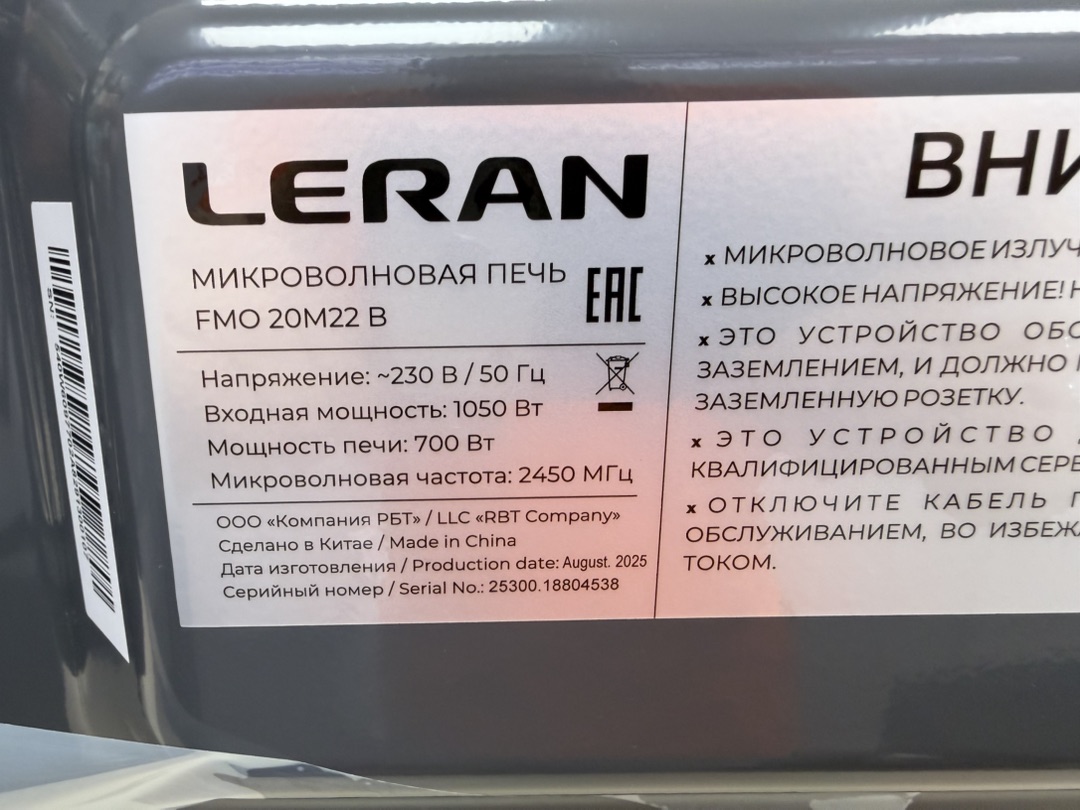 LERAN
МИКРОВОЛНОВАЯ ПЕЧЬ
FMO 20M22 B
EAC
Напряжение: ~230 В / 50 Гц
Входная мощность: 1050 Вт
Мощность печи: 700 Вт
Микроволновая частота: 2450 МГц
ООО «Компания РБТ» / LLC «RBT Company»
Сделано в Китае / Made in China
Дата изготовления / Production date: August. 2025
Серийный номер / Serial No.: 25300.18804538
ВНИ
x МИКРОВОЛНОВОЕ ИЗЛУЧ
x ВЫСОКОЕ НАПРЯЖЕНИЕ! Н
x ЭТО УСТРОЙСТВО ОБО
ЗАЗЕМЛЕНИЕМ, И ДОЛЖНО
ЗАЗЕМЛЕННУЮ РОЗЕТКУ.
x ЭТО УСТРОЙСТВО
КВАЛИФИЦИРОВАННЫМ СЕРВ
x ОТКЛЮЧИТЕ КАБЕЛЬ П
ОБСЛУЖИВАНИЕМ, ВО ИЗБЕЖА
ТОКОМ.
SN: